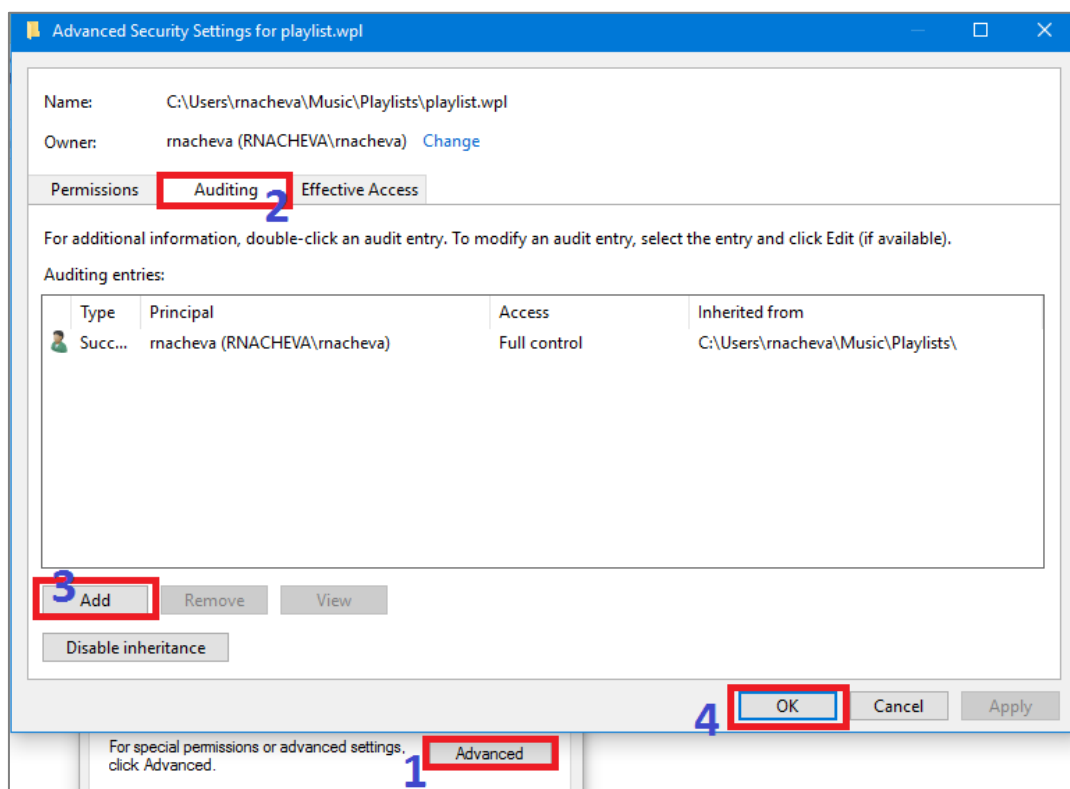 Advanced Security Settings for playlist.wpl
Name: C:\Users\rnacheva\Music\Playlists\playlist.wpl
Owner: rnacheva (RNACHEVA\rnacheva) Change
Permissions Auditing Effective Access
2
For additional information, double-click an audit entry. To modify an audit entry, select the entry and click Edit (if available).
Auditing entries:
Type Principal Access Inherited from
Succ... rnacheva (RNACHEVA\rnacheva) Full control C:\Users\rnacheva\Music\Playlists\
3
Add Remove View
Disable inheritance
4 OK Cancel Apply
For special permissions or advanced settings, Advanced
click Advanced. 1